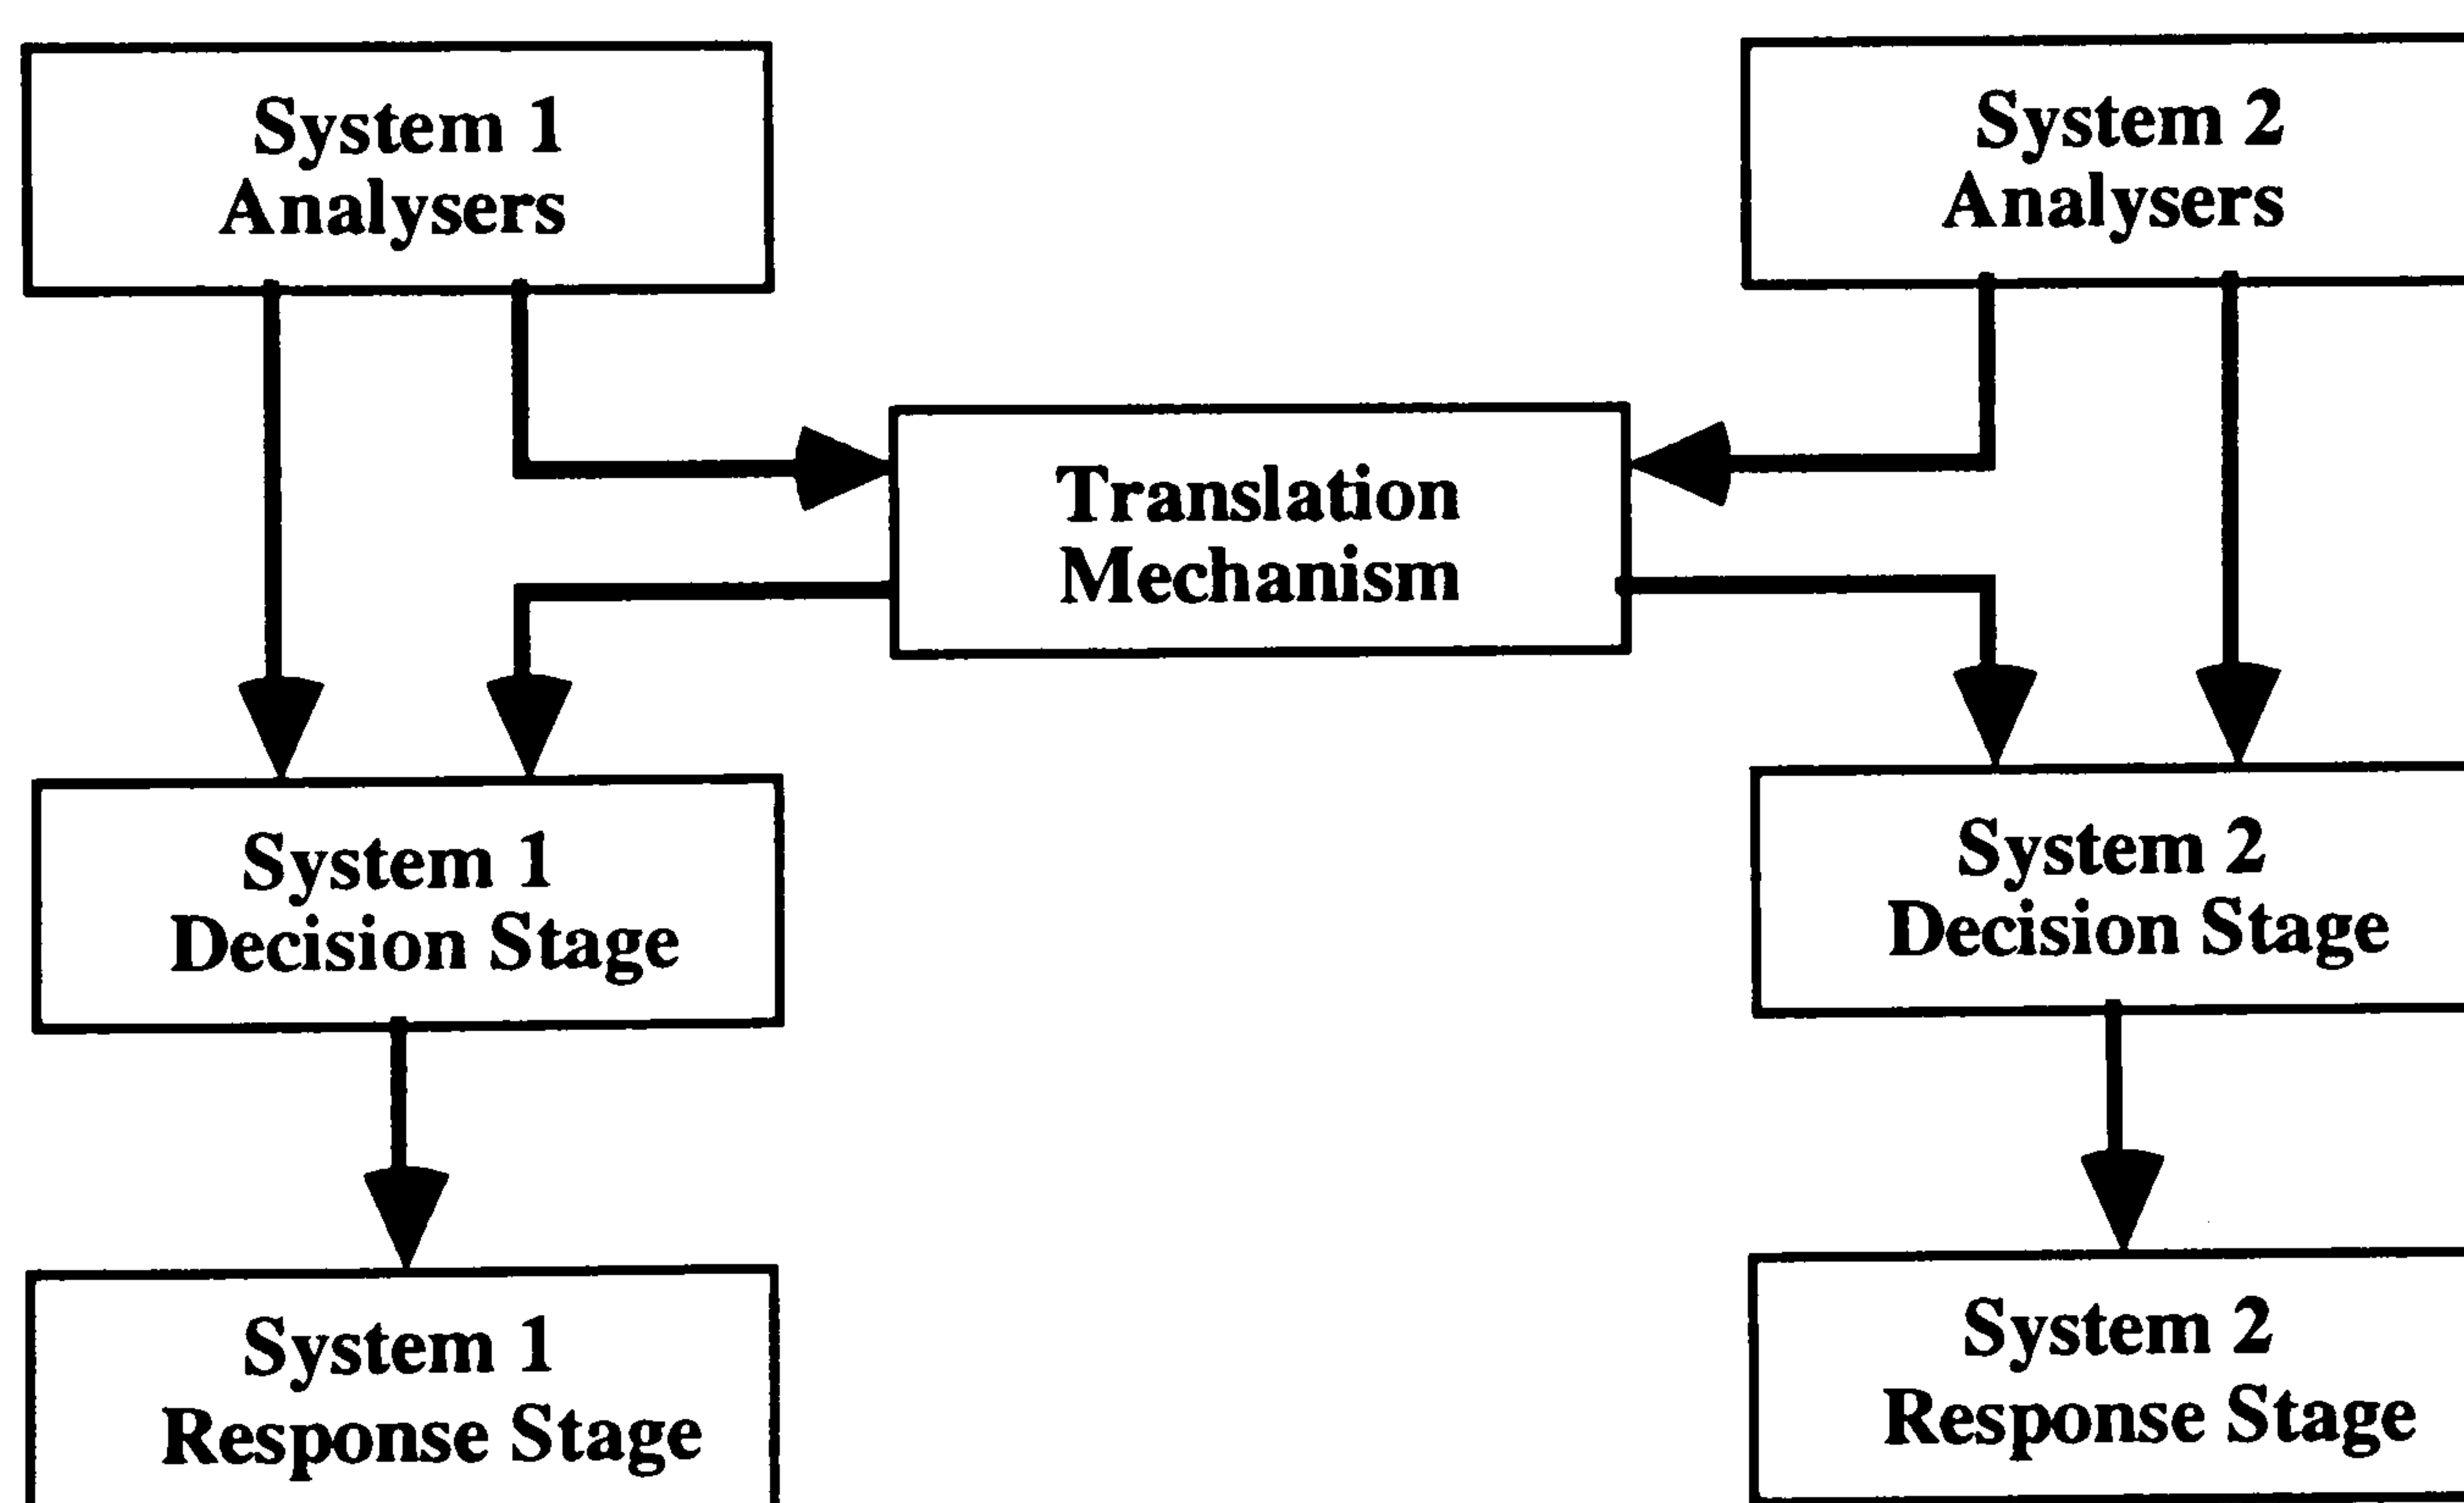 System 1
Analysers
System 2
Analysers
Translation
Mechanism
System 1
Decision Stage
System 2
Decision Stage
System 1
Response Stage
System 2
Response Stage